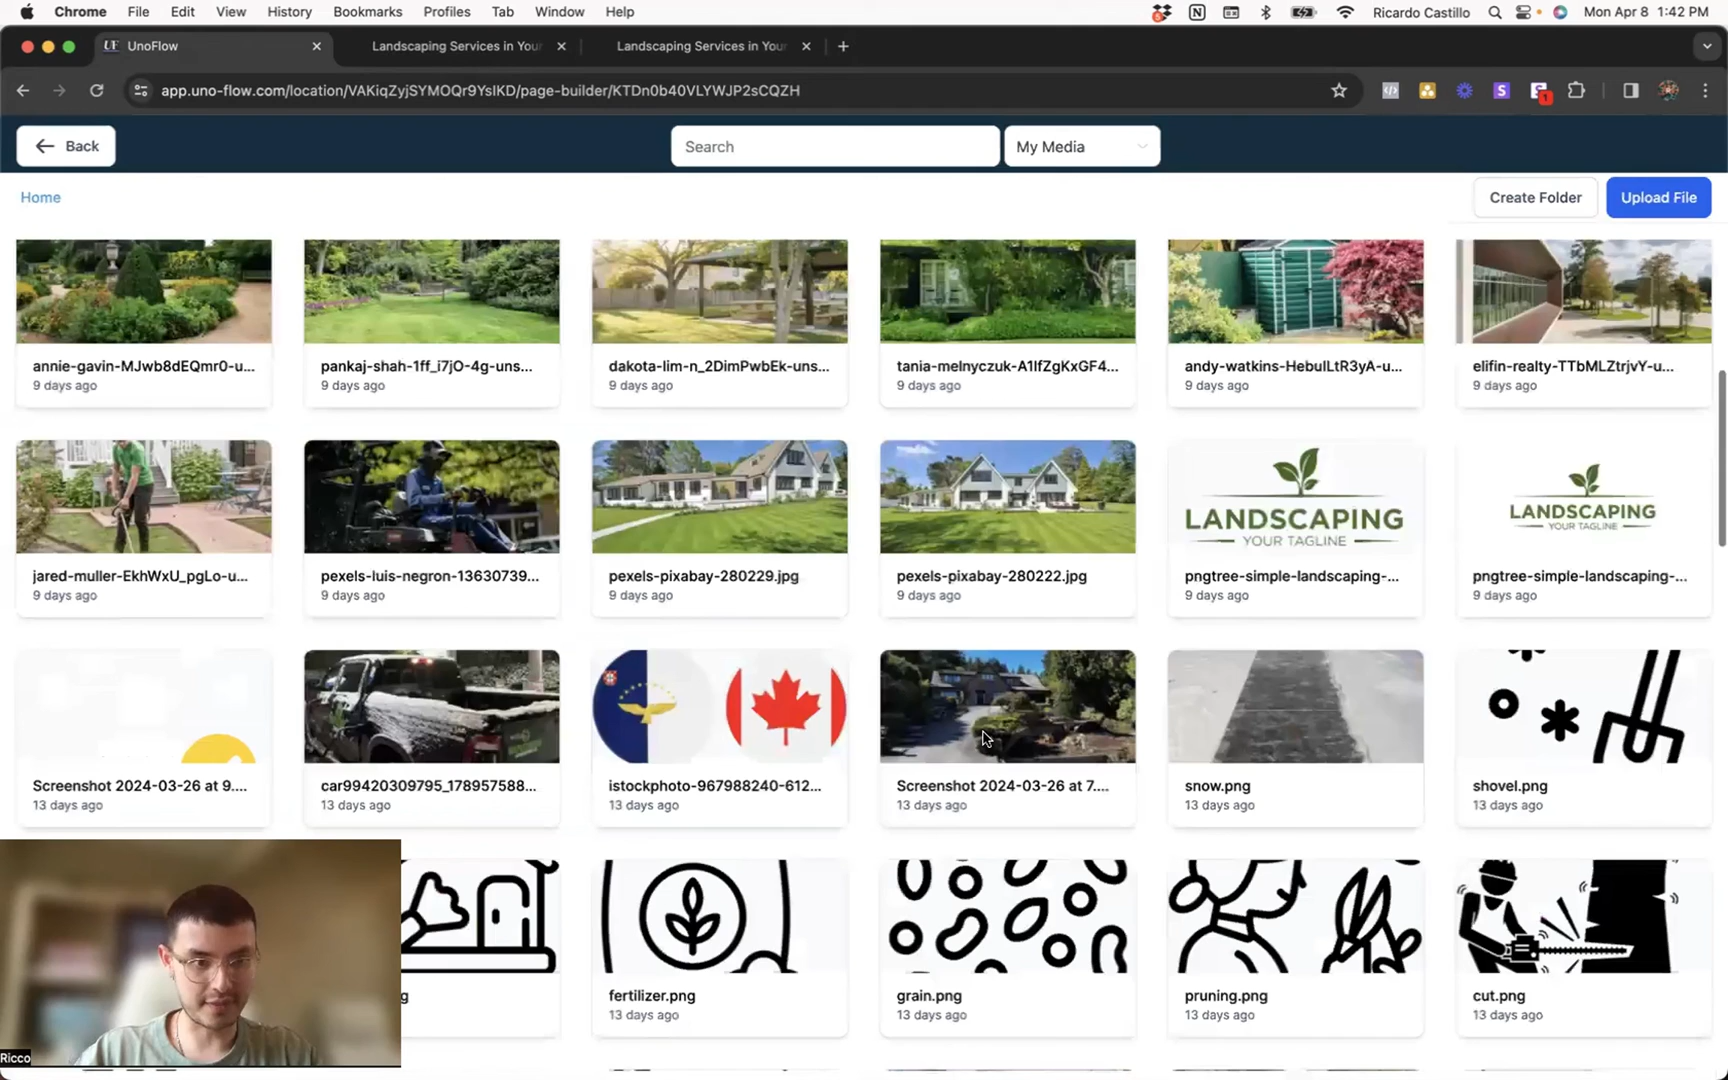 Chrome File Edit View History Bookmarks Profiles Tab Window Help
5
Ricardo Castillo
Mon Apr 8 1:42 PM
UF UnoFlow
Landscaping Services in Your
Landscaping Services in Your
app.uno-flow.com/location/VAKiqZyjSYMOQr9YsIKD/page-builder/KTDn0b40VLYWJP2sCQZH
S
1
Back
Search
My Media
Home
Create Folder
Upload File
annie-gavin-MJwb8dEQmr0-u...
9 days ago
pankaj-shah-1ff_i7jO-4g-uns...
9 days ago
dakota-lim-n_2DimPwbEk-uns...
9 days ago
tania-melnyczuk-A1IfZgKxGF4...
9 days ago
andy-watkins-HebulLtR3yA-u...
9 days ago
elifin-realty-TTbMLZtrjvY-u...
9 days ago
LANDSCAPING
YOUR TAGLINE
LANDSCAPING
YOUR TAGLINE
jared-muller-EkhWxU_pgLo-u...
9 days ago
pexels-luis-negron-13630739...
9 days ago
pexels-pixabay-280229.jpg
9 days ago
pexels-pixabay-280222.jpg
9 days ago
pngtree-simple-landscaping-...
9 days ago
pngtree-simple-landscaping-...
9 days ago
Screenshot 2024-03-26 at 9....
13 days ago
car99420309795_178957588...
13 days ago
istockphoto-967988240-612...
13 days ago
Screenshot 2024-03-26 at 7....
13 days ago
snow.png
13 days ago
shovel.png
13 days ago
g
fertilizer.png
13 days ago
grain.png
13 days ago
pruning.png
13 days ago
cut.png
13 days ago
Ricco